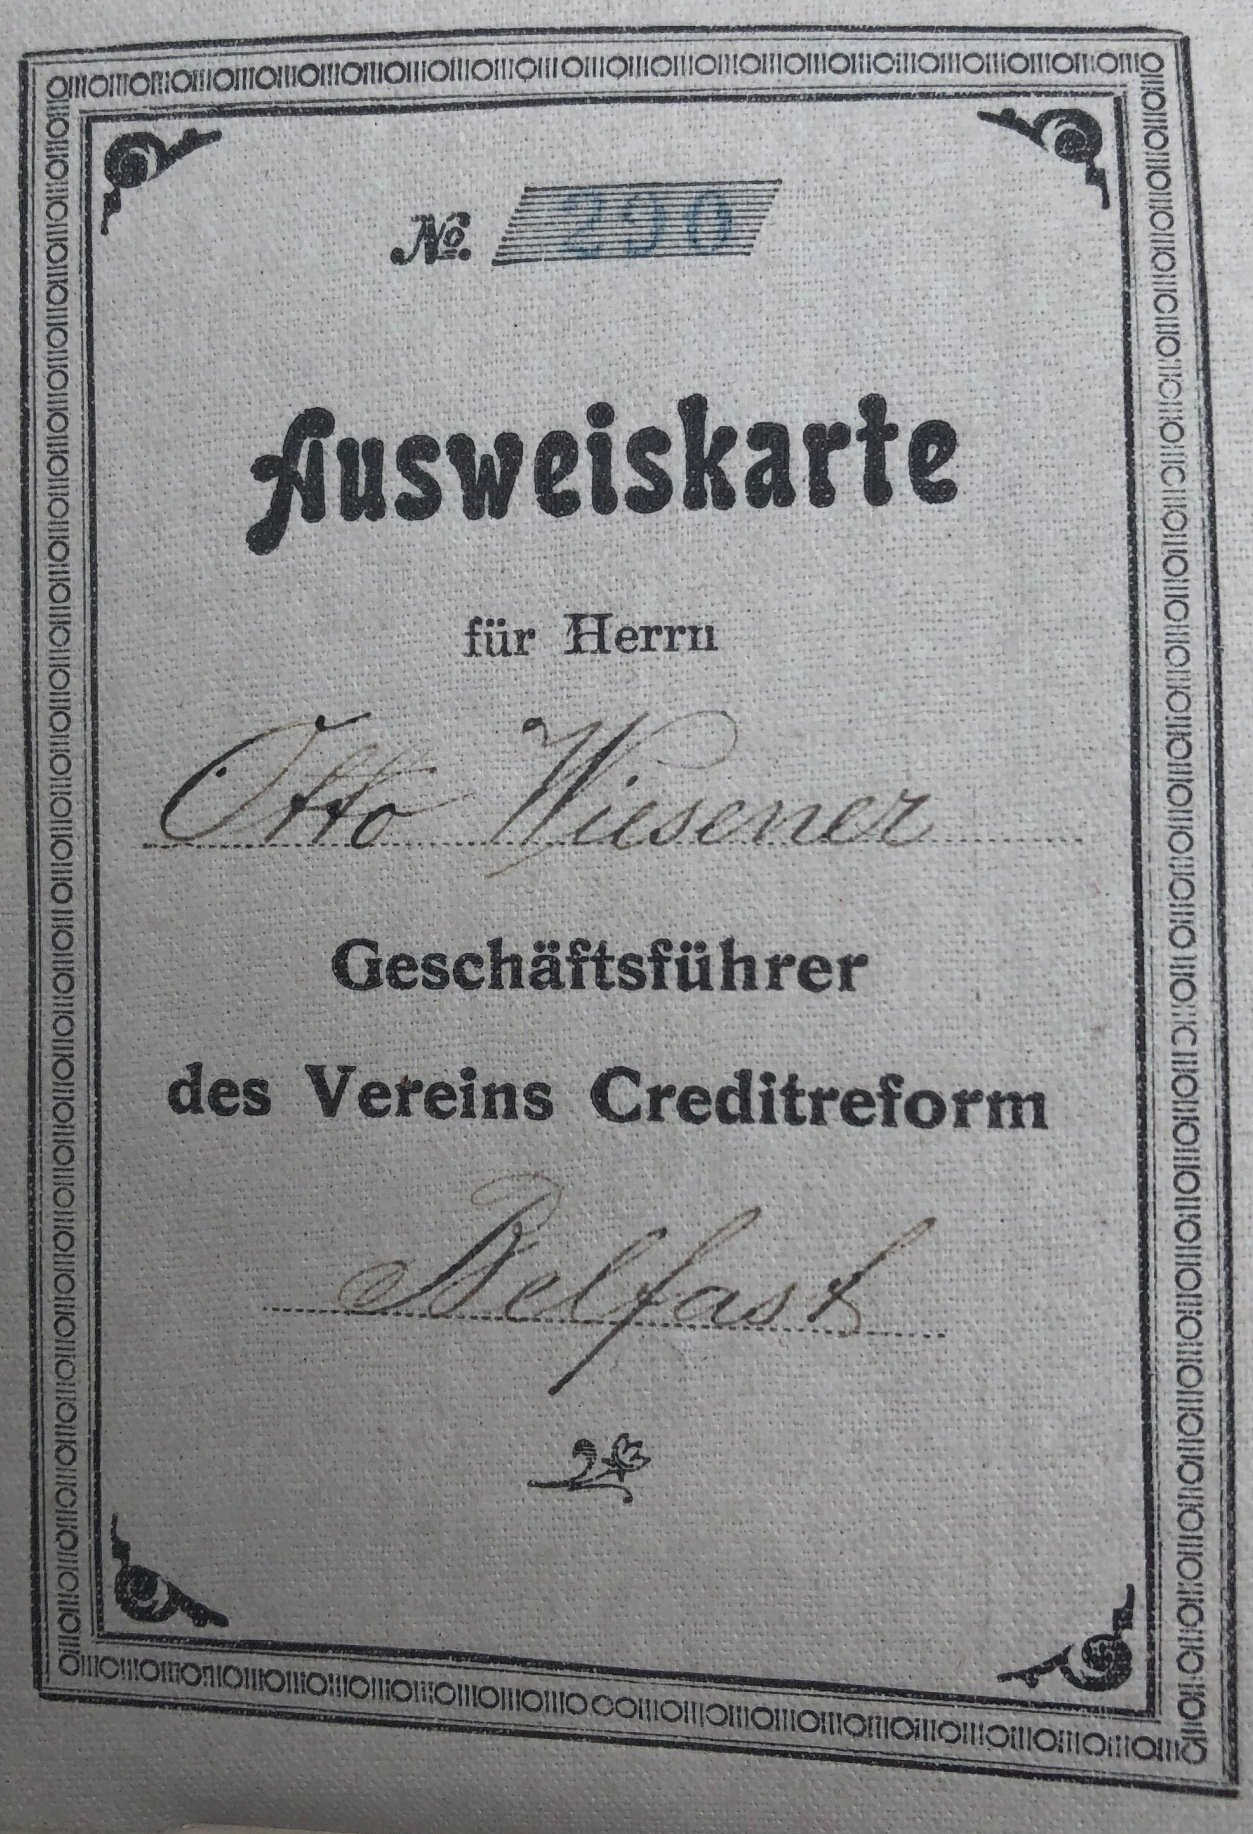 No. 290
Ausweiskarte
für Herrn
Otto Wiesener
Geschäftsführer
des Vereins Creditreform
Belfast